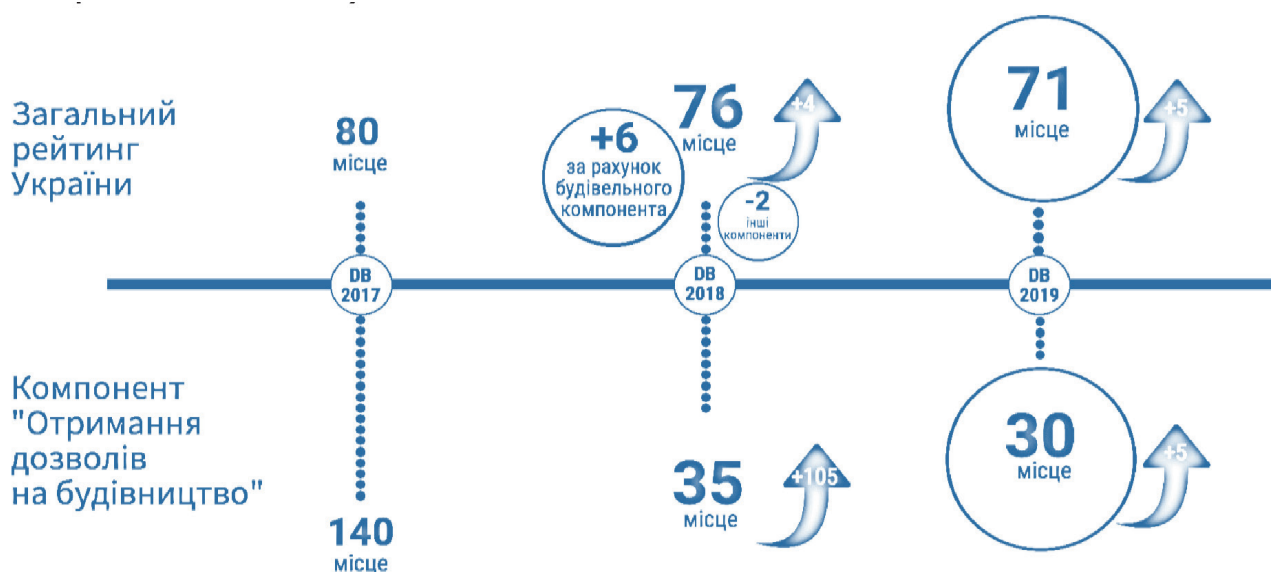 Загальний
рейтинг
України
80
місце
+6
за рахунок
будівельного
компонента
76
місце
+4
-2
інші
компоненти
71
місце
+5
DB
2017
DB
2018
DB
2019
Компонент
"Отримання
дозволів
на будівництво"
140
місце
35
місце
+105
30
місце
+5